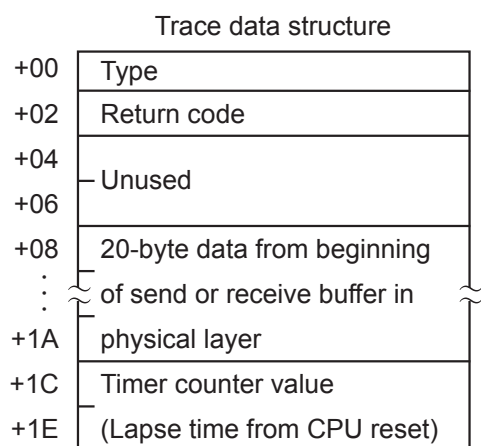 Trace data structure
+00 Type
+02 Return code
+04
Unused
+06
+08 20-byte data from beginning
of send or receive buffer in
+1A physical layer
+1C Timer counter value
+1E (Lapse time from CPU reset)